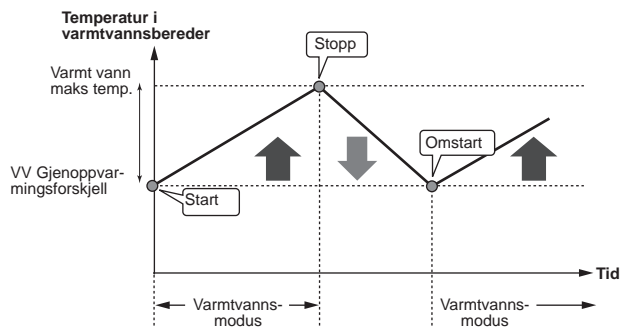 Temperatur i
varmtvannsbereder
Stopp
Varmt vann
maks temp.
Omstart
VV Gjenoppvar-
mingsforskjell
Start
Tid
Varmtvanns-
modus
Varmtvanns-
modus